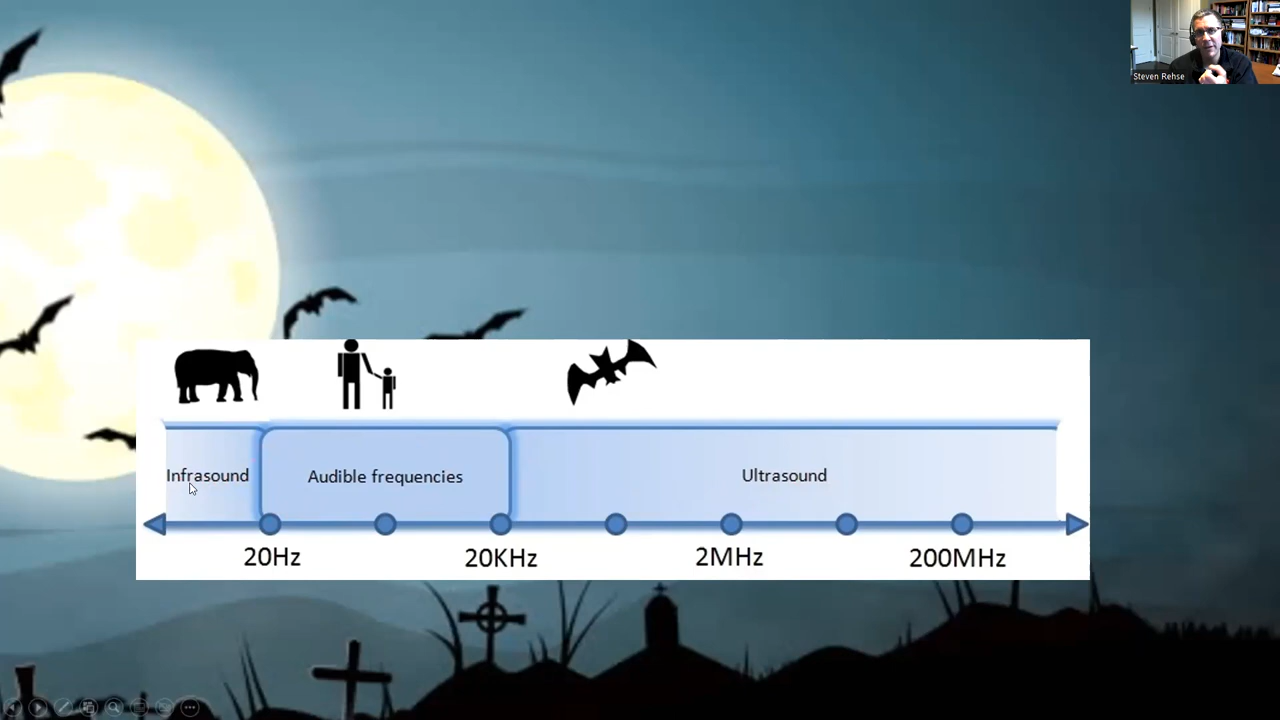 Steven Rehse
Infrasound
Audible frequencies
Ultrasound
20Hz
20KHz
2MHz
200MHz